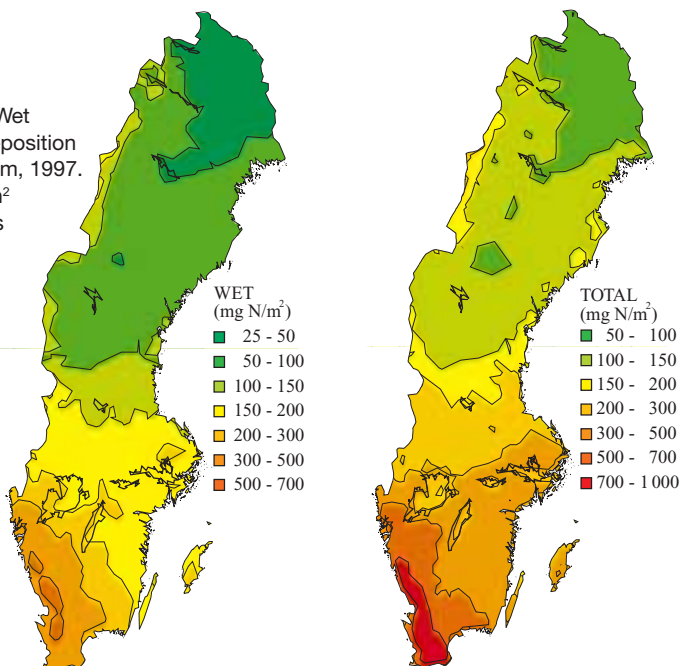 Wet
position
m, 1997.
n²
s
WET
(mg N/m²)
25 - 50
50 - 100
100 - 150
150 - 200
200 - 300
300 - 500
500 - 700
TOTAL
(mg N/m²)
50 - 100
100 - 150
150 - 200
200 - 300
300 - 500
500 - 700
700 - 1 000